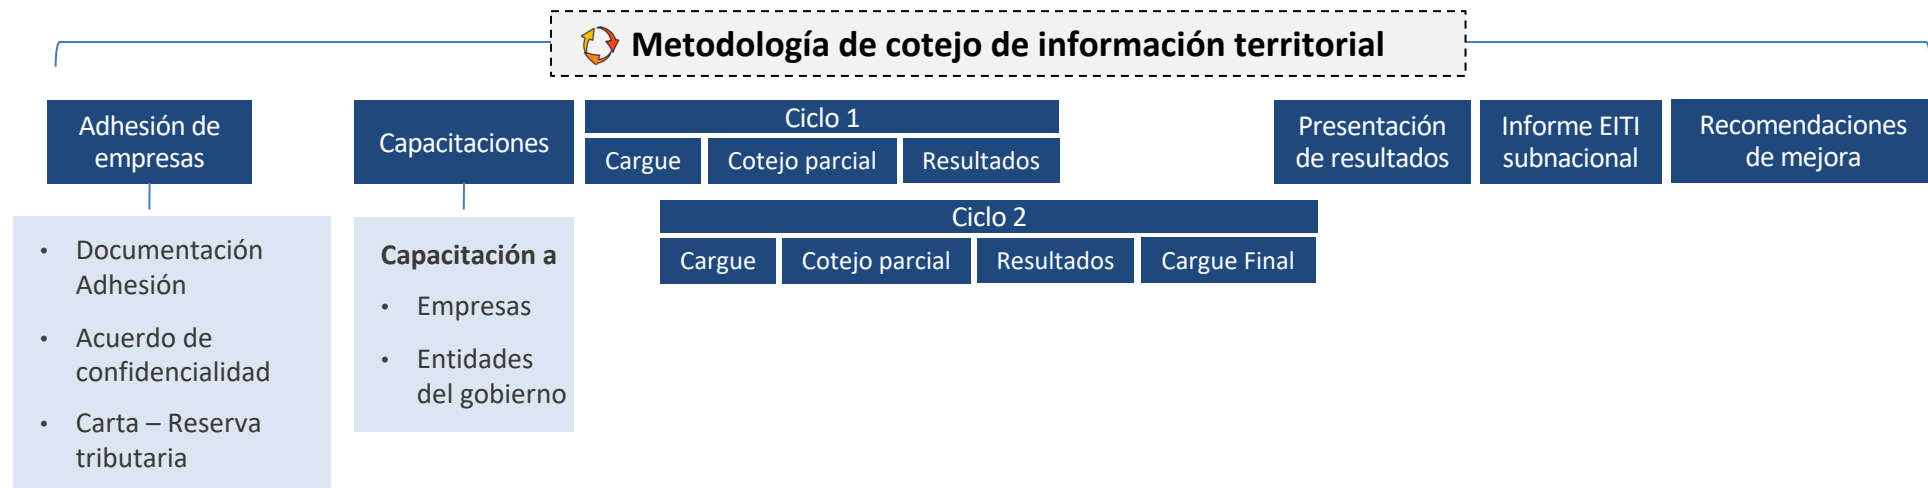 Metodología de cotejo de información territorial
Adhesión de
empresas
• Documentación
Adhesión
• Acuerdo de
confidencialidad
• Carta – Reserva
tributaria
Capacitaciones
Capacitación a
• Empresas
• Entidades
del gobierno
Ciclo 1
Cargue
Cotejo parcial
Resultados
Ciclo 2
Cargue
Cotejo parcial
Resultados
Cargue Final
Presentación
de resultados
Informe EITI
subnacional
Recomendaciones
de mejora